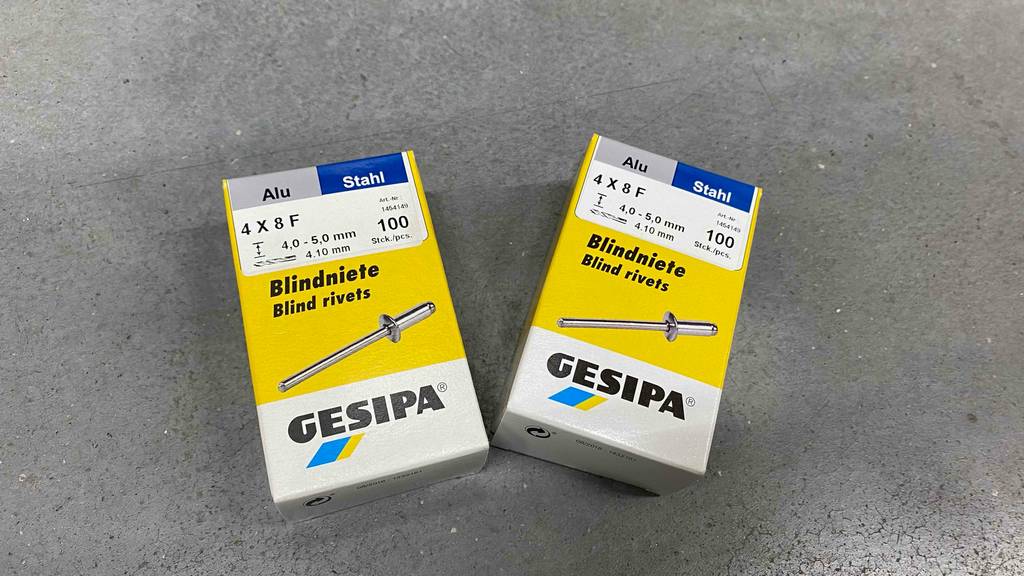 Alu Stahl
4 X 8 F
Art.-Nr.:
1454149
4,0 - 5,0 mm
4.10 mm
100
Stck./pcs.
Blindniete
Blind rivets
GESIPA®
Alu Stahl
4 X 8 F
Art.-Nr.:
1454149
4,0 - 5,0 mm
4.10 mm
100
Stck./pcs.
Blindniete
Blind rivets
GESIPA®